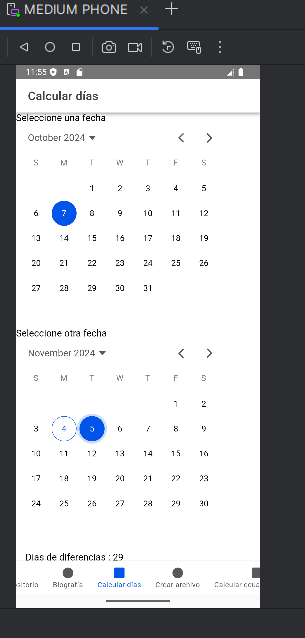 MEDIUM PHONE
11:55
Calcular días
Seleccione una fecha
October 2024
S M T W T F S
1 2 3 4 5
6 7 8 9 10 11 12
13 14 15 16 17 18 19
20 21 22 23 24 25 26
27 28 29 30 31
Seleccione otra fecha
November 2024
S M T W T F S
1 2
3 4 5 6 7 8 9
10 11 12 13 14 15 16
17 18 19 20 21 22 23
24 25 26 27 28 29 30
Dias de diferencias : 29
ositorio Biografía Calcular días Crear archivo Calcular ecua